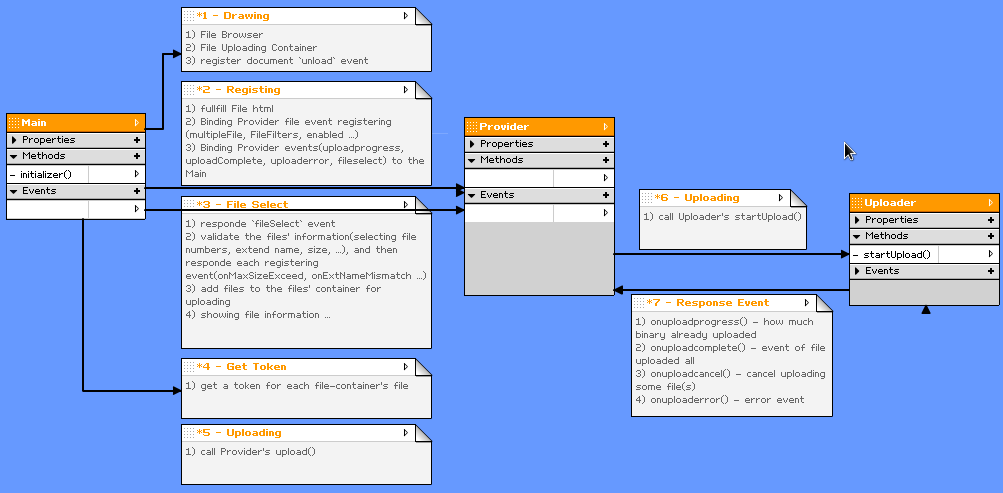 *1 - Drawing
1) File Browser
2) File Uploading Container
3) register document `unload` event
*2 - Registing
1) fullfill File html
2) Binding Provider file event registering
(multipleFile, FileFilters, enabled ...)
3) Binding Provider events(uploadprogress,
uploadComplete, uploaderror, fileselect) to the
Main
Main
Properties +
Methods +
- initializer()
Events +
*3 - File Select
1) responde `fileSelect` event
2) validate the files' information(selecting file
numbers, extend name, size, ...), and then
responde each registering
event(onMaxSizeExceed, onExtNameMismatch ...)
3) add files to the files' container for
uploading
4) showing file information ...
*4 - Get Token
1) get a token for each file-container's file
*5 - Uploading
1) call Provider's upload()
Provider
Properties +
Methods +
Events +
*6 - Uploading
1) call Uploader's startUpload()
Uploader
Properties +
Methods +
- startUpload()
Events +
*7 - Response Event
1) onuploadprogress() - how much
binary already uploaded
2) onuploadcomplete() - event of file
uploaded all
3) onuploadcancel() - cancel uploading
some file(s)
4) onuploaderror() - error event